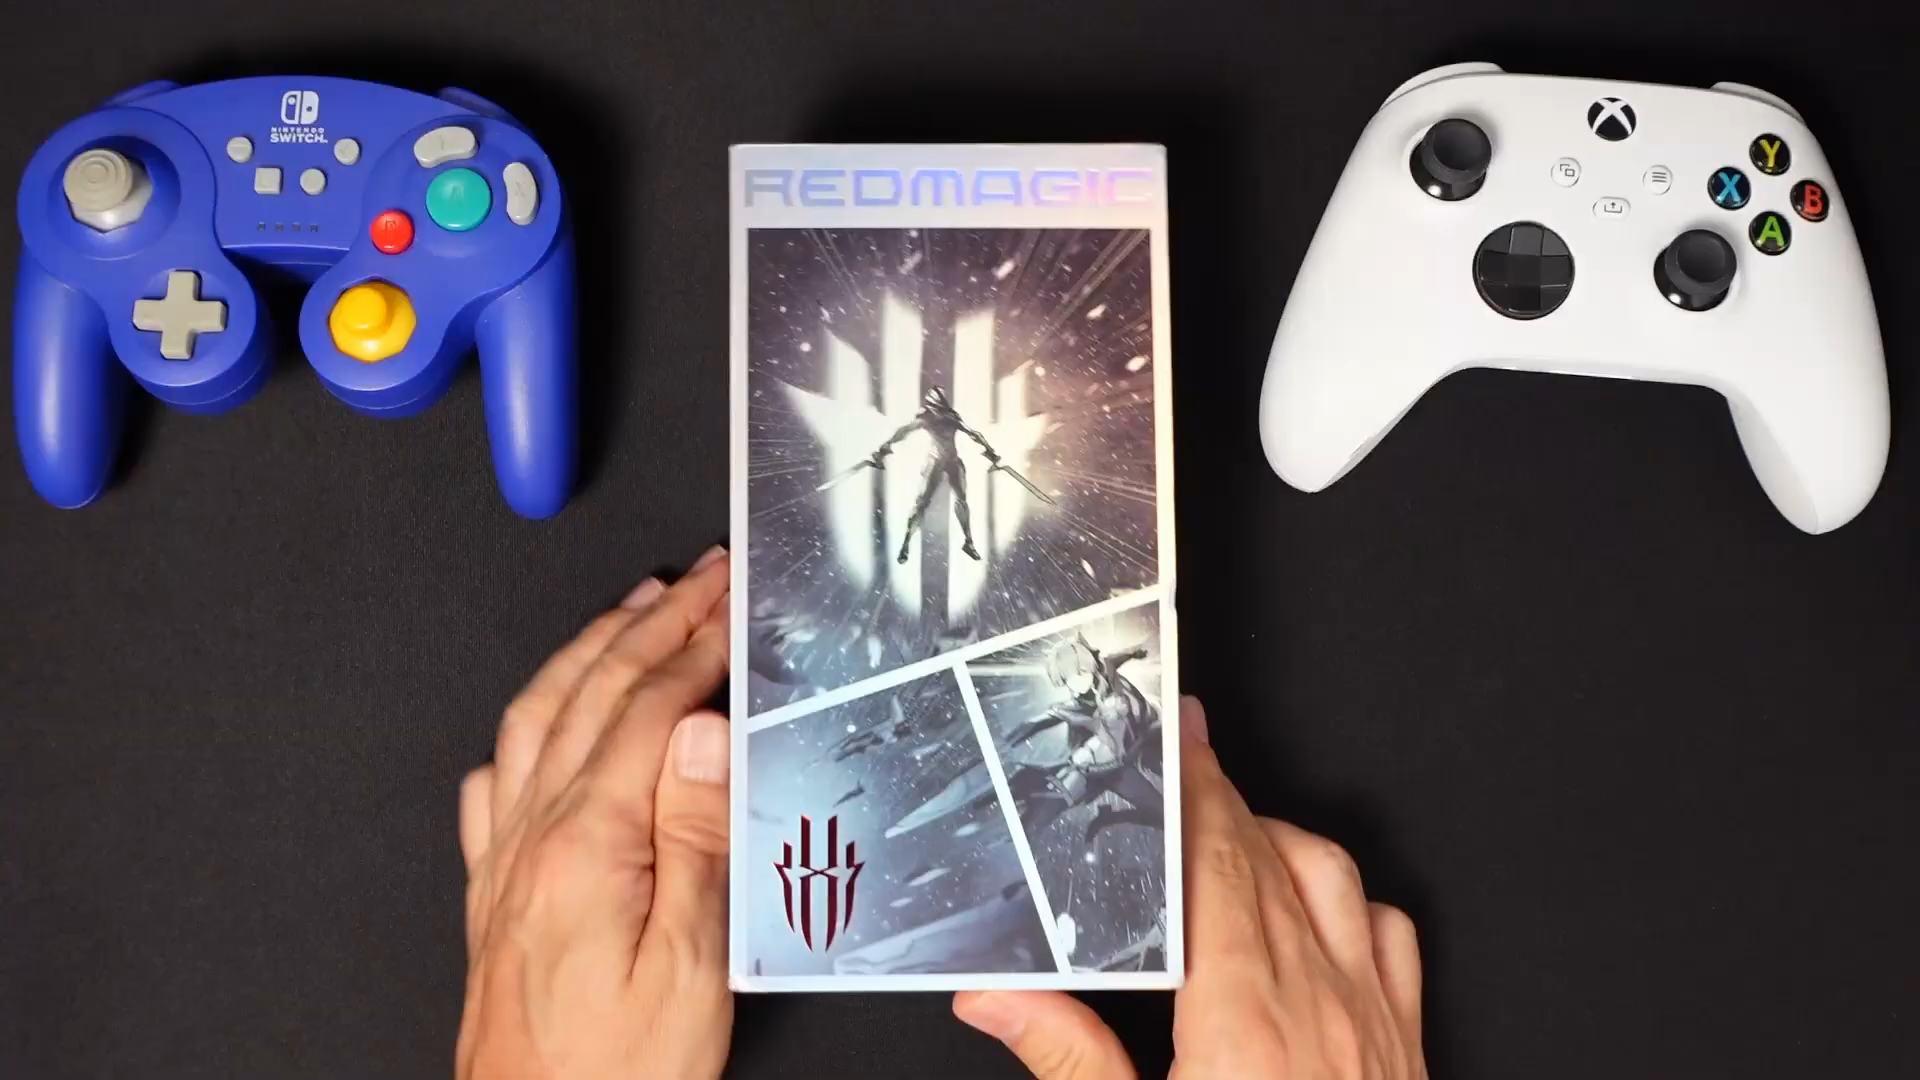 NINTENDO
SWITCH
REDMAGIC
Y
X
B
A
A